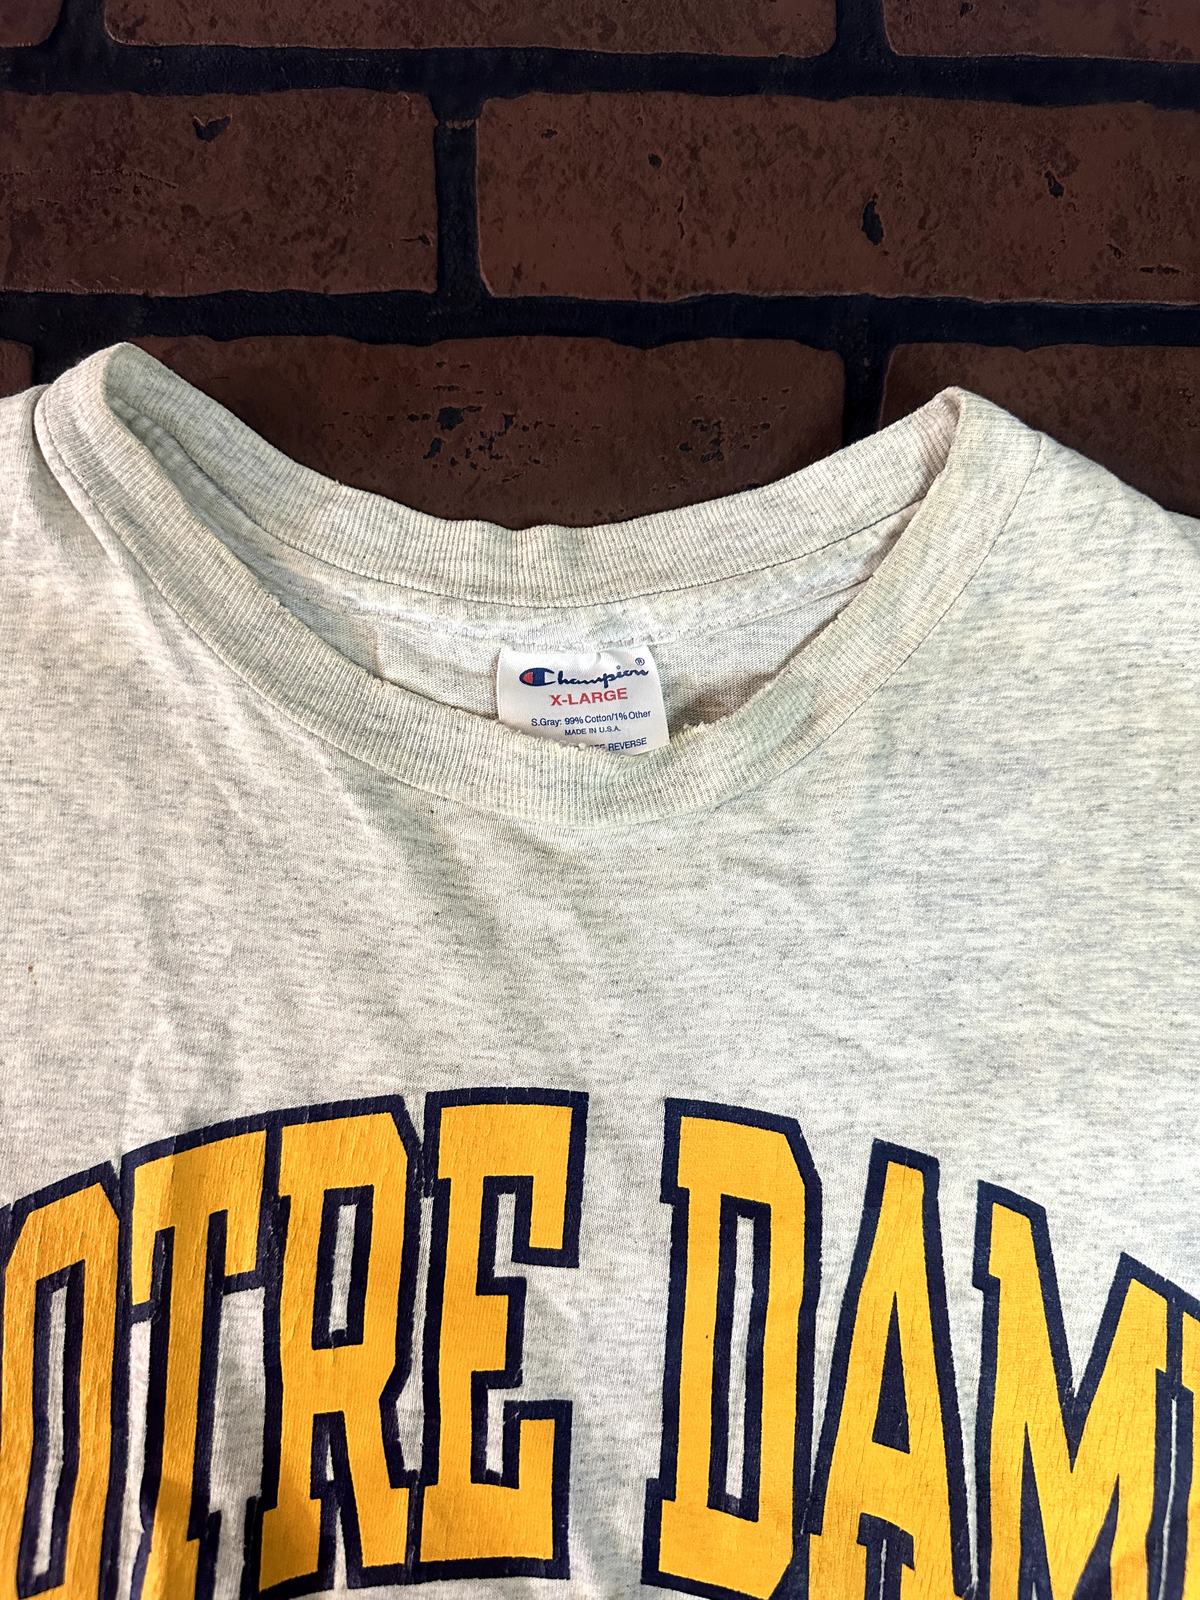 Champion®
X-LARGE
S.Gray: 99% Cotton/1% Other
MADE IN U.S.A.
REVERSE
OTRE DAM